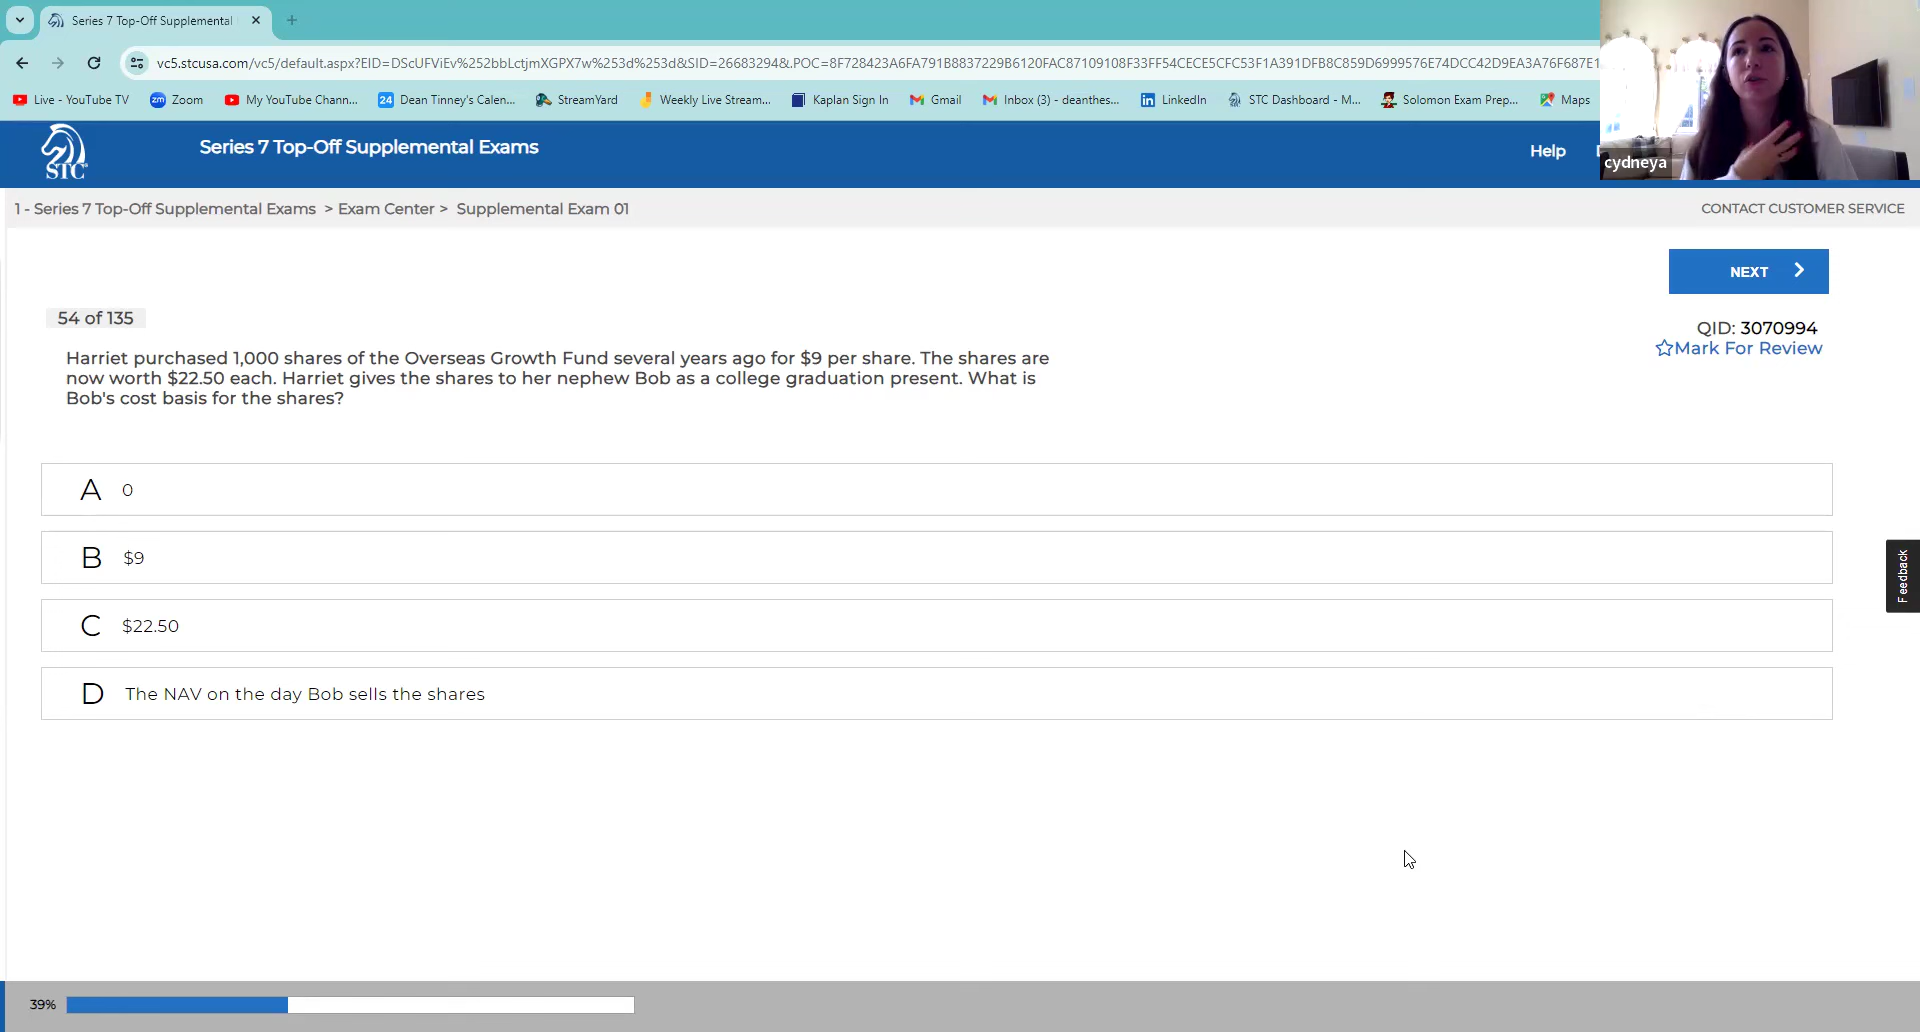 Series 7 Top-Off Supplemental
vc5.stcusa.com/vc5/default.aspx?EID=DScUFViEv%252bbLctjmXGPX7w%253d%253d&SID=26683294&.POC=8F728423A6FA791B8837229B6120FAC87109108F33FF54CECE5CFC53F1A391DFB8C859D6999576E74DCC42D9EA3A76F687E1
Live - YouTube TV zm Zoom My YouTube Chann... 24 Dean Tinney's Calen... StreamYard Weekly Live Stream... Kaplan Sign In Gmail Inbox (3) - deanthes... in LinkedIn STC Dashboard - M... Solomon Exam Prep... Maps
cydneya
STC
Series 7 Top-Off Supplemental Exams
Help
1 - Series 7 Top-Off Supplemental Exams > Exam Center > Supplemental Exam 01
CONTACT CUSTOMER SERVICE
NEXT
54 of 135
QID: 3070994
Mark For Review
Harriet purchased 1,000 shares of the Overseas Growth Fund several years ago for $9 per share. The shares are
now worth $22.50 each. Harriet gives the shares to her nephew Bob as a college graduation present. What is
Bob's cost basis for the shares?
A 0
B $9
C $22.50
D The NAV on the day Bob sells the shares
Feedback
39%